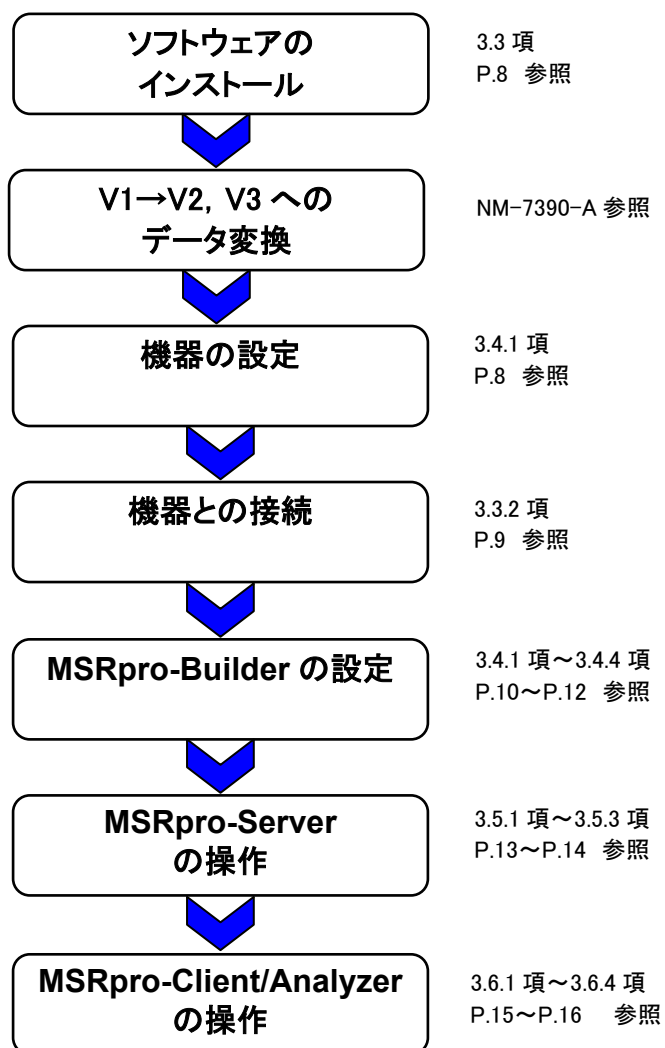 ソフトウェアの
インストール
3.3 項
P.8 参照
V1→V2, V3 への
データ変換
NM-7390-A 参照
機器の設定
3.4.1 項
P.8 参照
機器との接続
3.3.2 項
P.9 参照
MSRpro-Builder の設定
3.4.1 項～3.4.4 項
P.10～P.12 参照
MSRpro-Server
の操作
3.5.1 項～3.5.3 項
P.13～P.14 参照
MSRpro-Client/Analyzer
の操作
3.6.1 項～3.6.4 項
P.15～P.16 参照